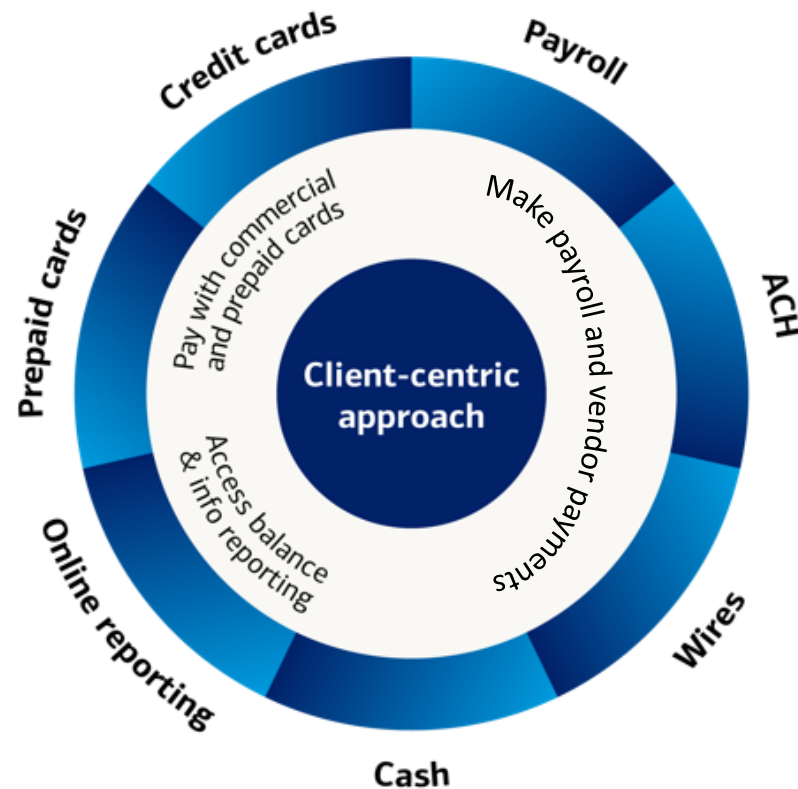 Credit cards
Payroll
ACH
Wires
Cash
Online reporting
Prepaid cards
Pay with commercial
and prepaid cards
Make payroll and vendor payments
Access balance
& info reporting
Client-centric
approach